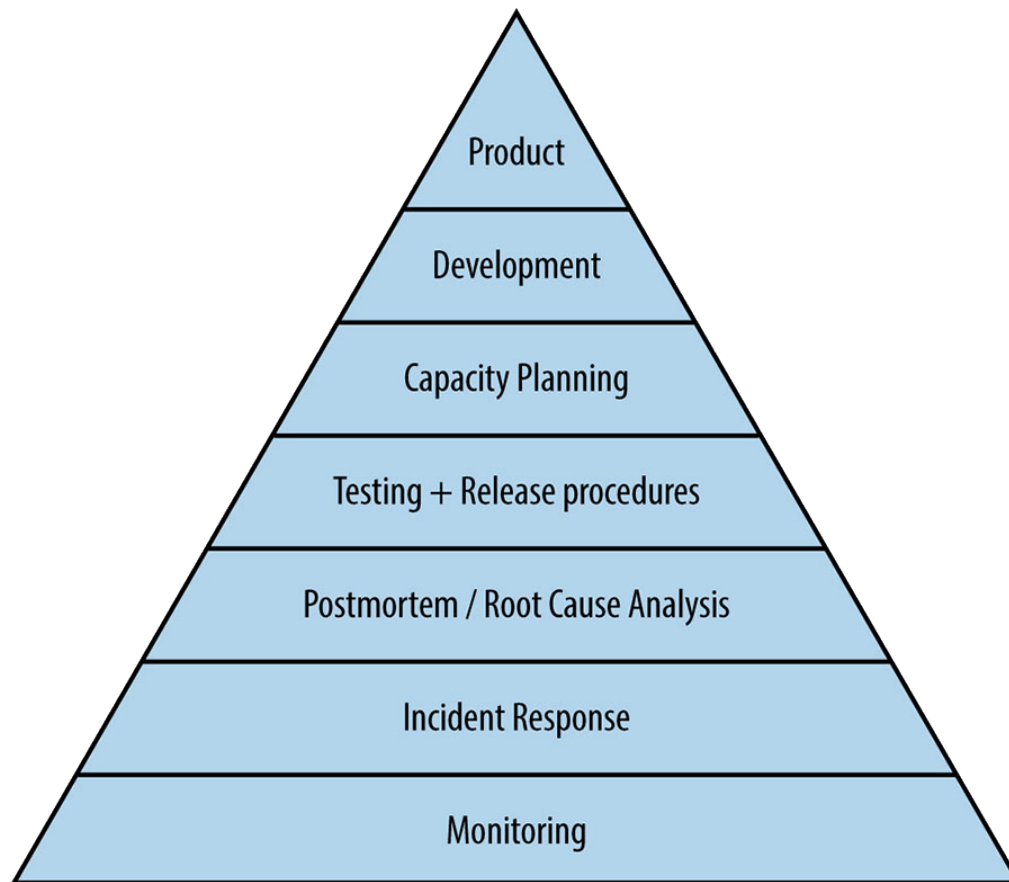 Product
Development
Capacity Planning
Testing + Release procedures
Postmortem / Root Cause Analysis
Incident Response
Monitoring